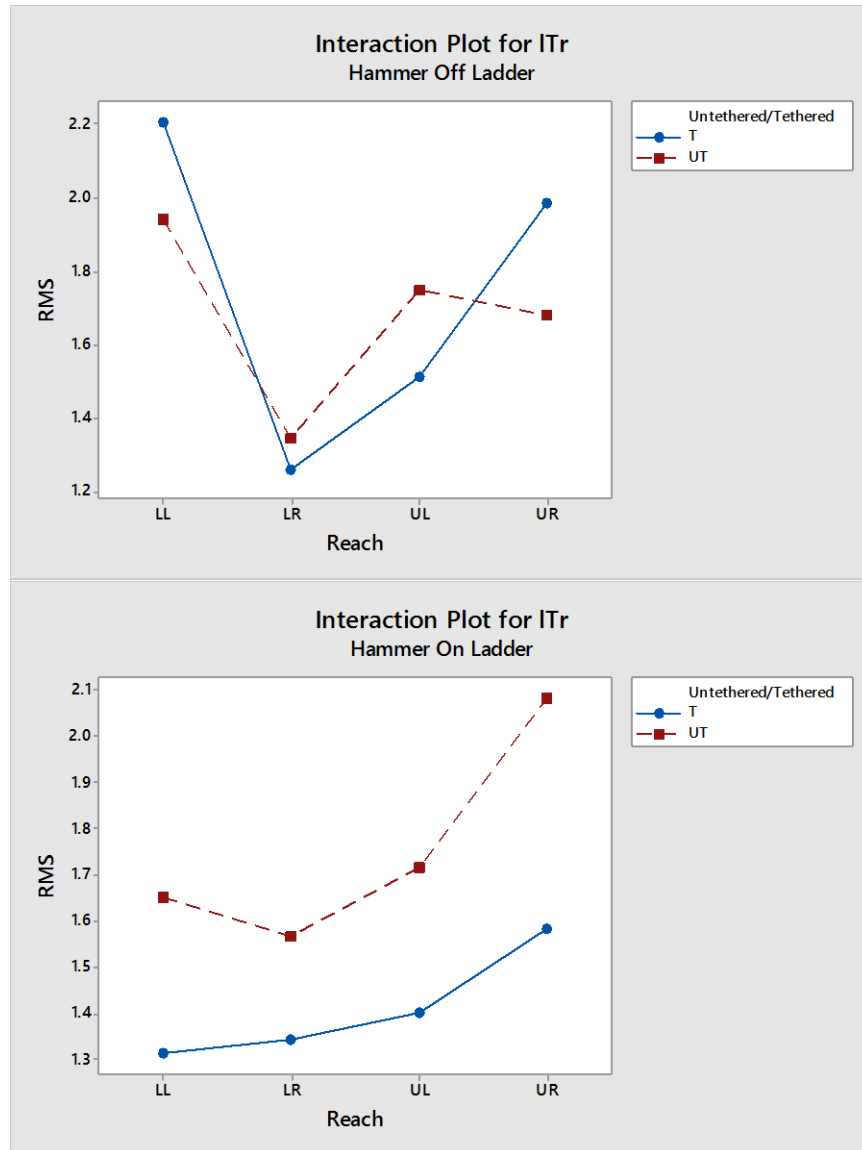 Interaction Plot for lTr
Hammer Off Ladder
Untethered/Tethered
T
UT
2.2
2.0
1.8
1.6
1.4
1.2
RMS
LL LR UL UR
Reach
Interaction Plot for lTr
Hammer On Ladder
Untethered/Tethered
T
UT
2.1
2.0
1.9
1.8
1.7
1.6
1.5
1.4
1.3
RMS
LL LR UL UR
Reach